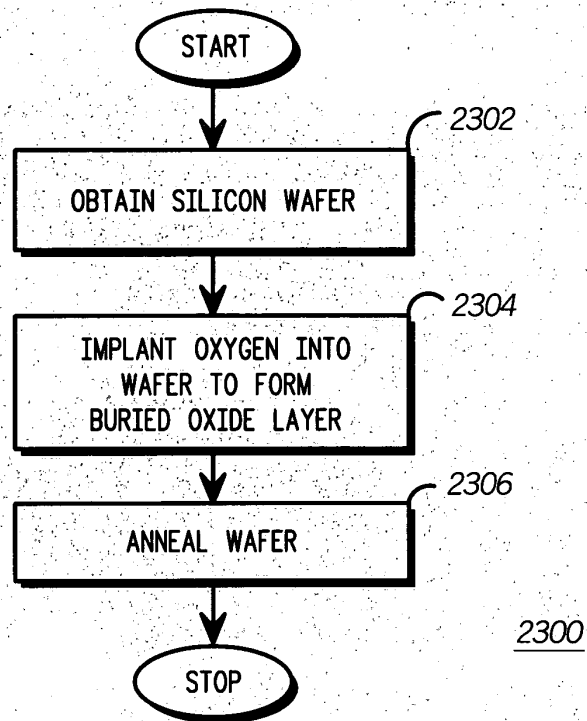 START
2302
OBTAIN SILICON WAFER
2304
IMPLANT OXYGEN INTO
WAFER TO FORM
BURIED OXIDE LAYER
2306
ANNEAL WAFER
2300
STOP